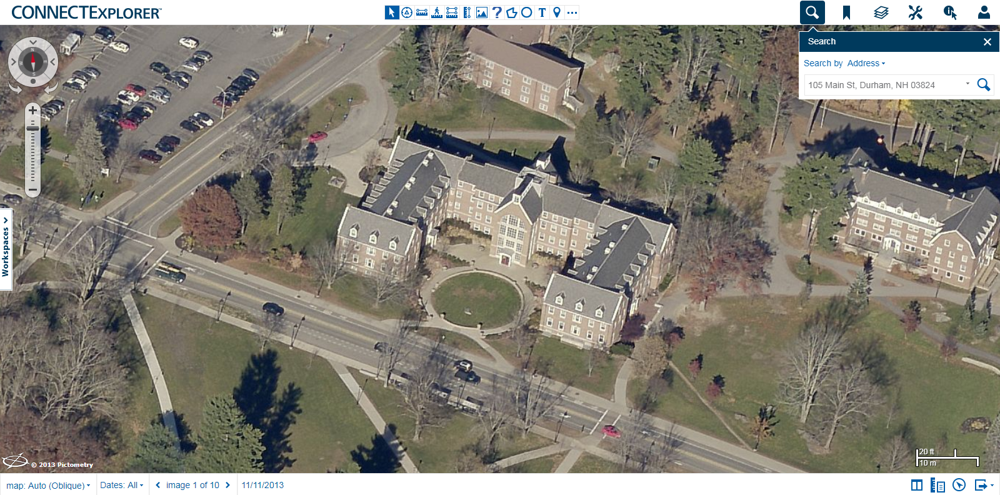 CONNECTEXPLORER™
? T
Search
Search by Address
105 Main St, Durham, NH 03824
N
S
Workspaces
© 2013 Pictometry
20 ft
10 m
map: Auto (Oblique)
Dates: All
image 1 of 10
11/11/2013